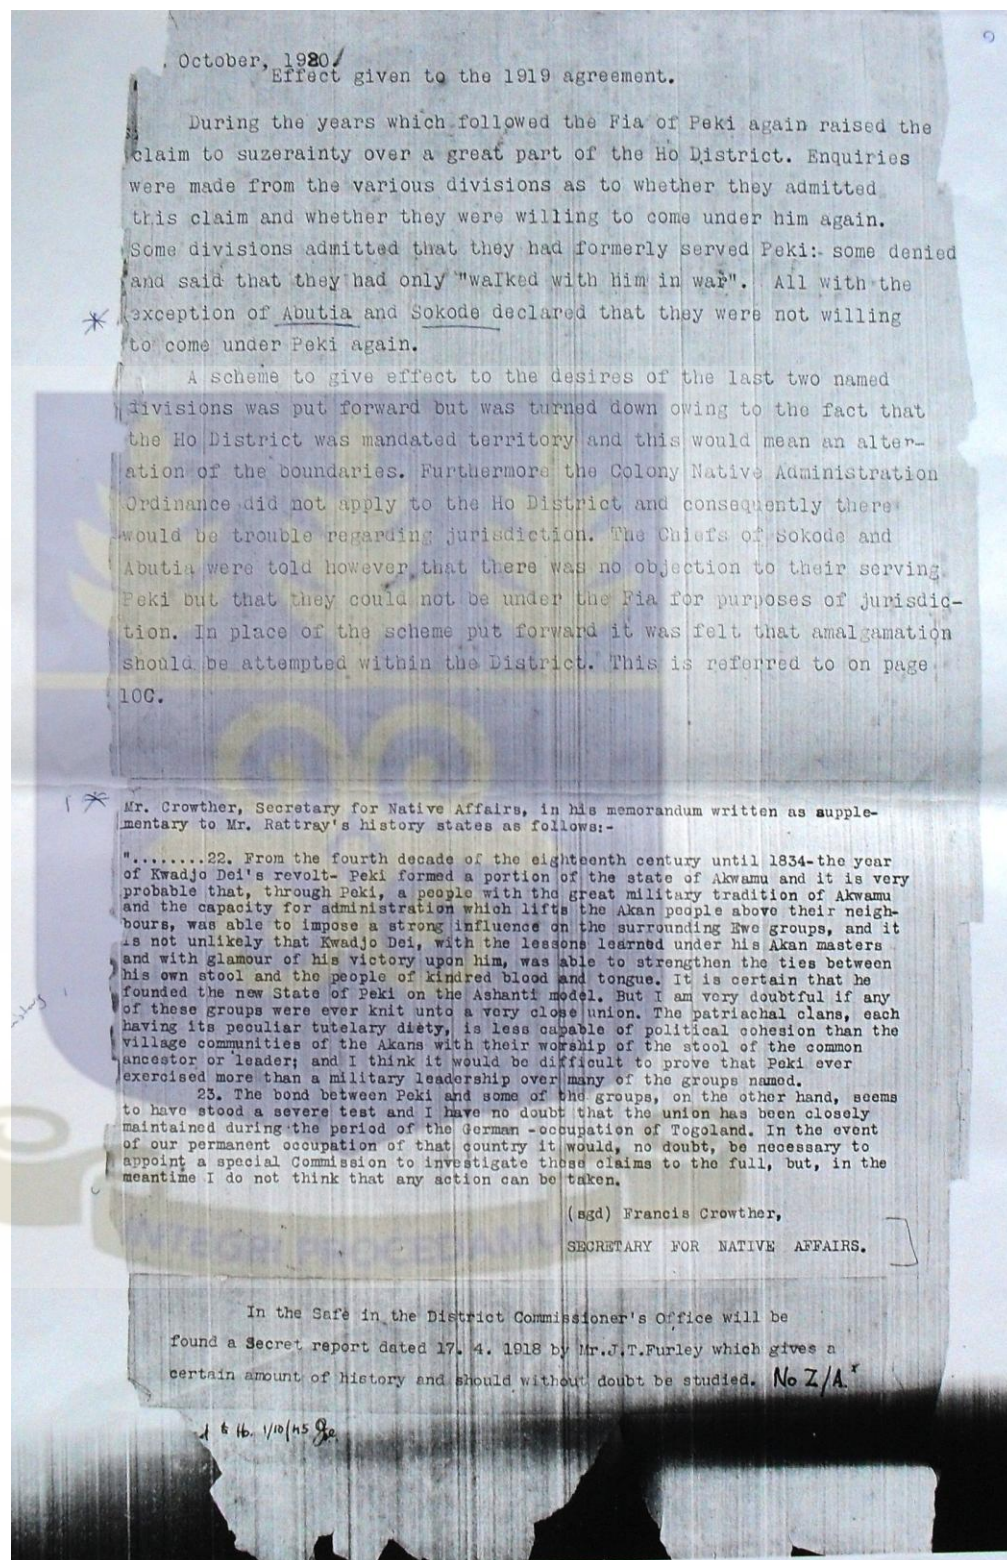 October, 1920/
Effect given to the 1919 agreement.
During the years which followed the Fia of Peki again raised the
claim to suzerainty over a great part of the Ho District. Enquiries
were made from the various divisions as to whether they admitted
this claim and whether they were willing to come under him again.
Some divisions admitted that they had formerly served Peki:- some denied
and said that they had only "walked with him in war". All with the
exception of Abutia and Sokode declared that they were not willing
to come under Peki again.
A scheme to give effect to the desires of the last two named
divisions was put forward but was turned down owing to the fact that
the Ho District was mandated territory and this would mean an alter-
ation of the boundaries. Furthermore the Colony Native Administration
Ordinance did not apply to the Ho District and consequently there
would be trouble regarding jurisdiction. The Chiefs of Sokode and
Abutia were told however that there was no objection to their serving
Peki but that they could not be under the Fia for purposes of jurisdic-
tion. In place of the scheme put forward it was felt that amalgamation
should be attempted within the District. This is referred to on page
10C.
Mr. Crowther, Secretary for Native Affairs, in his memorandum written as supple-
mentary to Mr. Rattray's history states as follows:-
"........22. From the fourth decade of the eighteenth century until 1834-the year
of Kwadjo Dei's revolt- Peki formed a portion of the state of Akwamu and it is very
probable that, through Peki, a people with the great military tradition of Akwamu
and the capacity for administration which lifts the Akan people above their neigh-
bours, was able to impose a strong influence on the surrounding Ewe groups, and it
is not unlikely that Kwadjo Dei, with the lessons learned under his Akan masters
and with glamour of his victory upon him, was able to strengthen the ties between
his own stool and the people of kindred blood and tongue. It is certain that he
founded the new State of Peki on the Ashanti model. But I am very doubtful if any
of these groups were ever knit unto a very close union. The patriachal clans, each
having its peculiar tutelary diety, is less capable of political cohesion than the
village communities of the Akans with their worship of the stool of the common
ancestor or leader; and I think it would be difficult to prove that Peki ever
exercised more than a military leadership over many of the groups named.
23. The bond between Peki and some of the groups, on the other hand, seems
to have stood a severe test and I have no doubt that the union has been closely
maintained during the period of the German -occupation of Togoland. In the event
of our permanent occupation of that country it would, no doubt, be necessary to
appoint a special Commission to investigate these claims to the full, but, in the
meantime I do not think that any action can be taken.
(sgd) Francis Crowther,
SECRETARY FOR NATIVE AFFAIRS.
INTEGRI PROCEDAMUS
In the Safe in the District Commissioner's Office will be
found a Secret report dated 17. 4. 1918 by Mr.J.T.Furley which gives a
certain amount of history and should without doubt be studied. No Z/A.
1/10/45